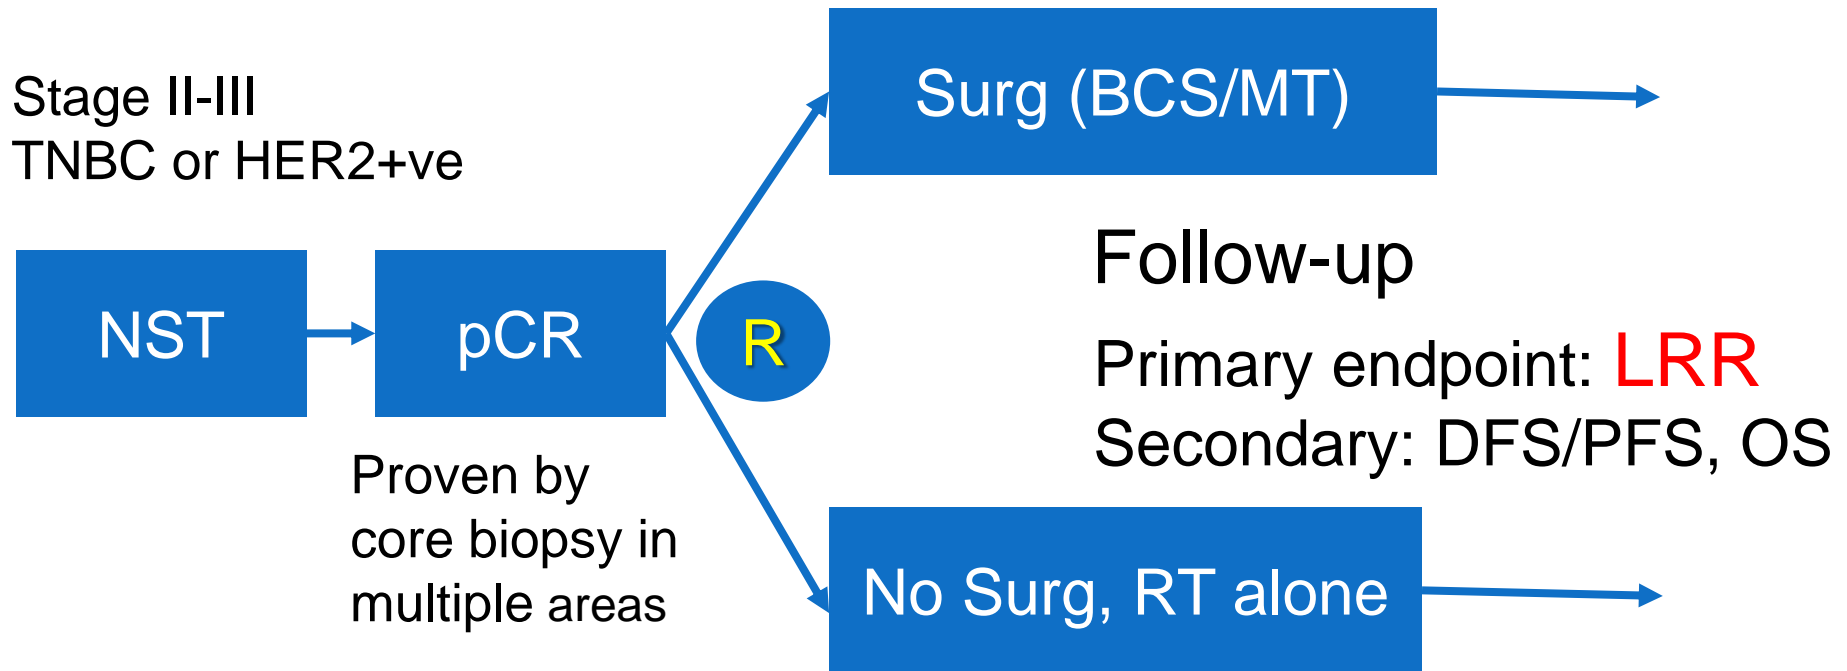 Stage II-III
TNBC or HER2+ve
NST
pCR
Proven by
core biopsy in
multiple areas
R
Surg (BCS/MT)
Follow-up
Primary endpoint: LRR
Secondary: DFS/PFS, OS
No Surg, RT alone